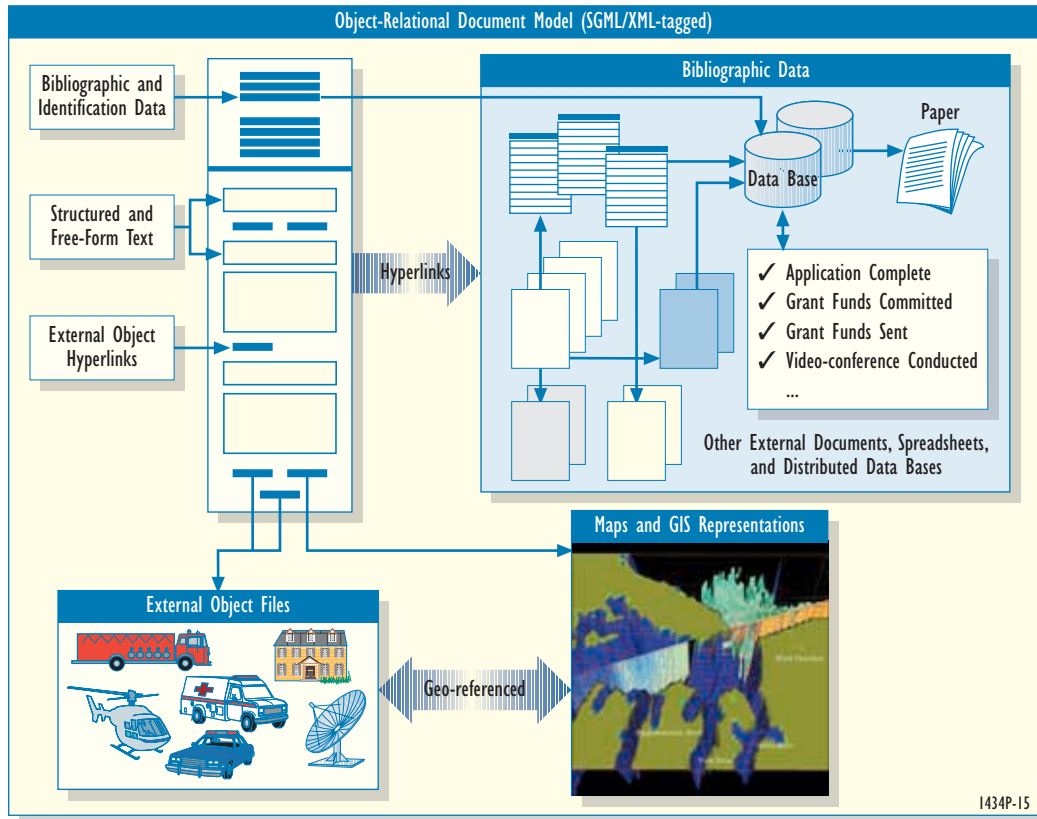 Object-Relational Document Model (SGML/XML-tagged)
Bibliographic and
Identification Data
Structured and
Free-Form Text
External Object
Hyperlinks
Hyperlinks
Bibliographic Data
Paper
Data Base
✓ Application Complete
✓ Grant Funds Committed
✓ Grant Funds Sent
✓ Video-conference Conducted
...
Other External Documents, Spreadsheets,
and Distributed Data Bases
Maps and GIS Representations
External Object Files
Geo-referenced
1434P-15